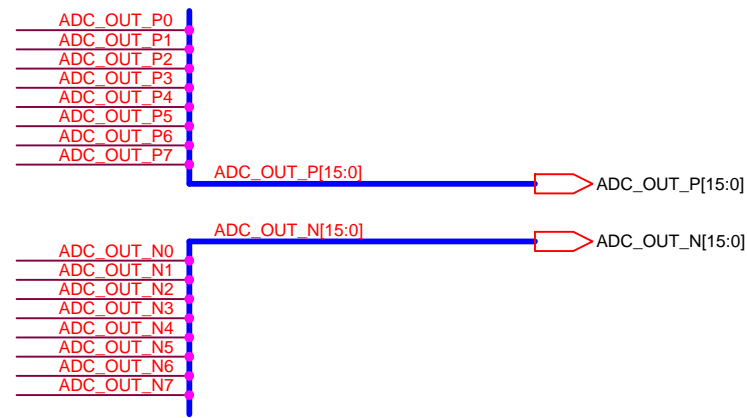 ADC_OUT_P0
ADC_OUT_P1
ADC_OUT_P2
ADC_OUT_P3
ADC_OUT_P4
ADC_OUT_P5
ADC_OUT_P6
ADC_OUT_P7
ADC_OUT_P[15:0]
ADC_OUT_P[15:0]
ADC_OUT_N[15:0]
ADC_OUT_N[15:0]
ADC_OUT_N0
ADC_OUT_N1
ADC_OUT_N2
ADC_OUT_N3
ADC_OUT_N4
ADC_OUT_N5
ADC_OUT_N6
ADC_OUT_N7